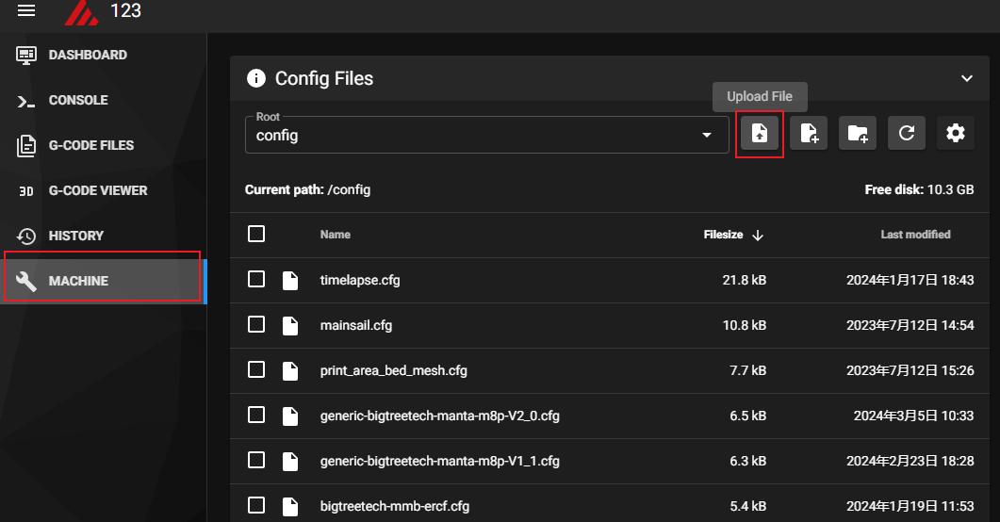 123
DASHBOARD
CONSOLE
G-CODE FILES
3D G-CODE VIEWER
HISTORY
MACHINE
Config Files
Upload File
Root
config
Current path: /config Free disk: 10.3 GB
Name Filesize Last modified
timelapse.cfg 21.8 kB 2024年1月17日 18:43
mainsail.cfg 10.8 kB 2023年7月12日 14:54
print_area_bed_mesh.cfg 7.7 kB 2023年7月12日 15:26
generic-bigtreetech-manta-m8p-V2_0.cfg 6.5 kB 2024年3月5日 10:33
generic-bigtreetech-manta-m8p-V1_1.cfg 6.3 kB 2024年2月23日 18:28
bigtreetech-mmb-ercf.cfg 5.4 kB 2024年1月19日 11:53